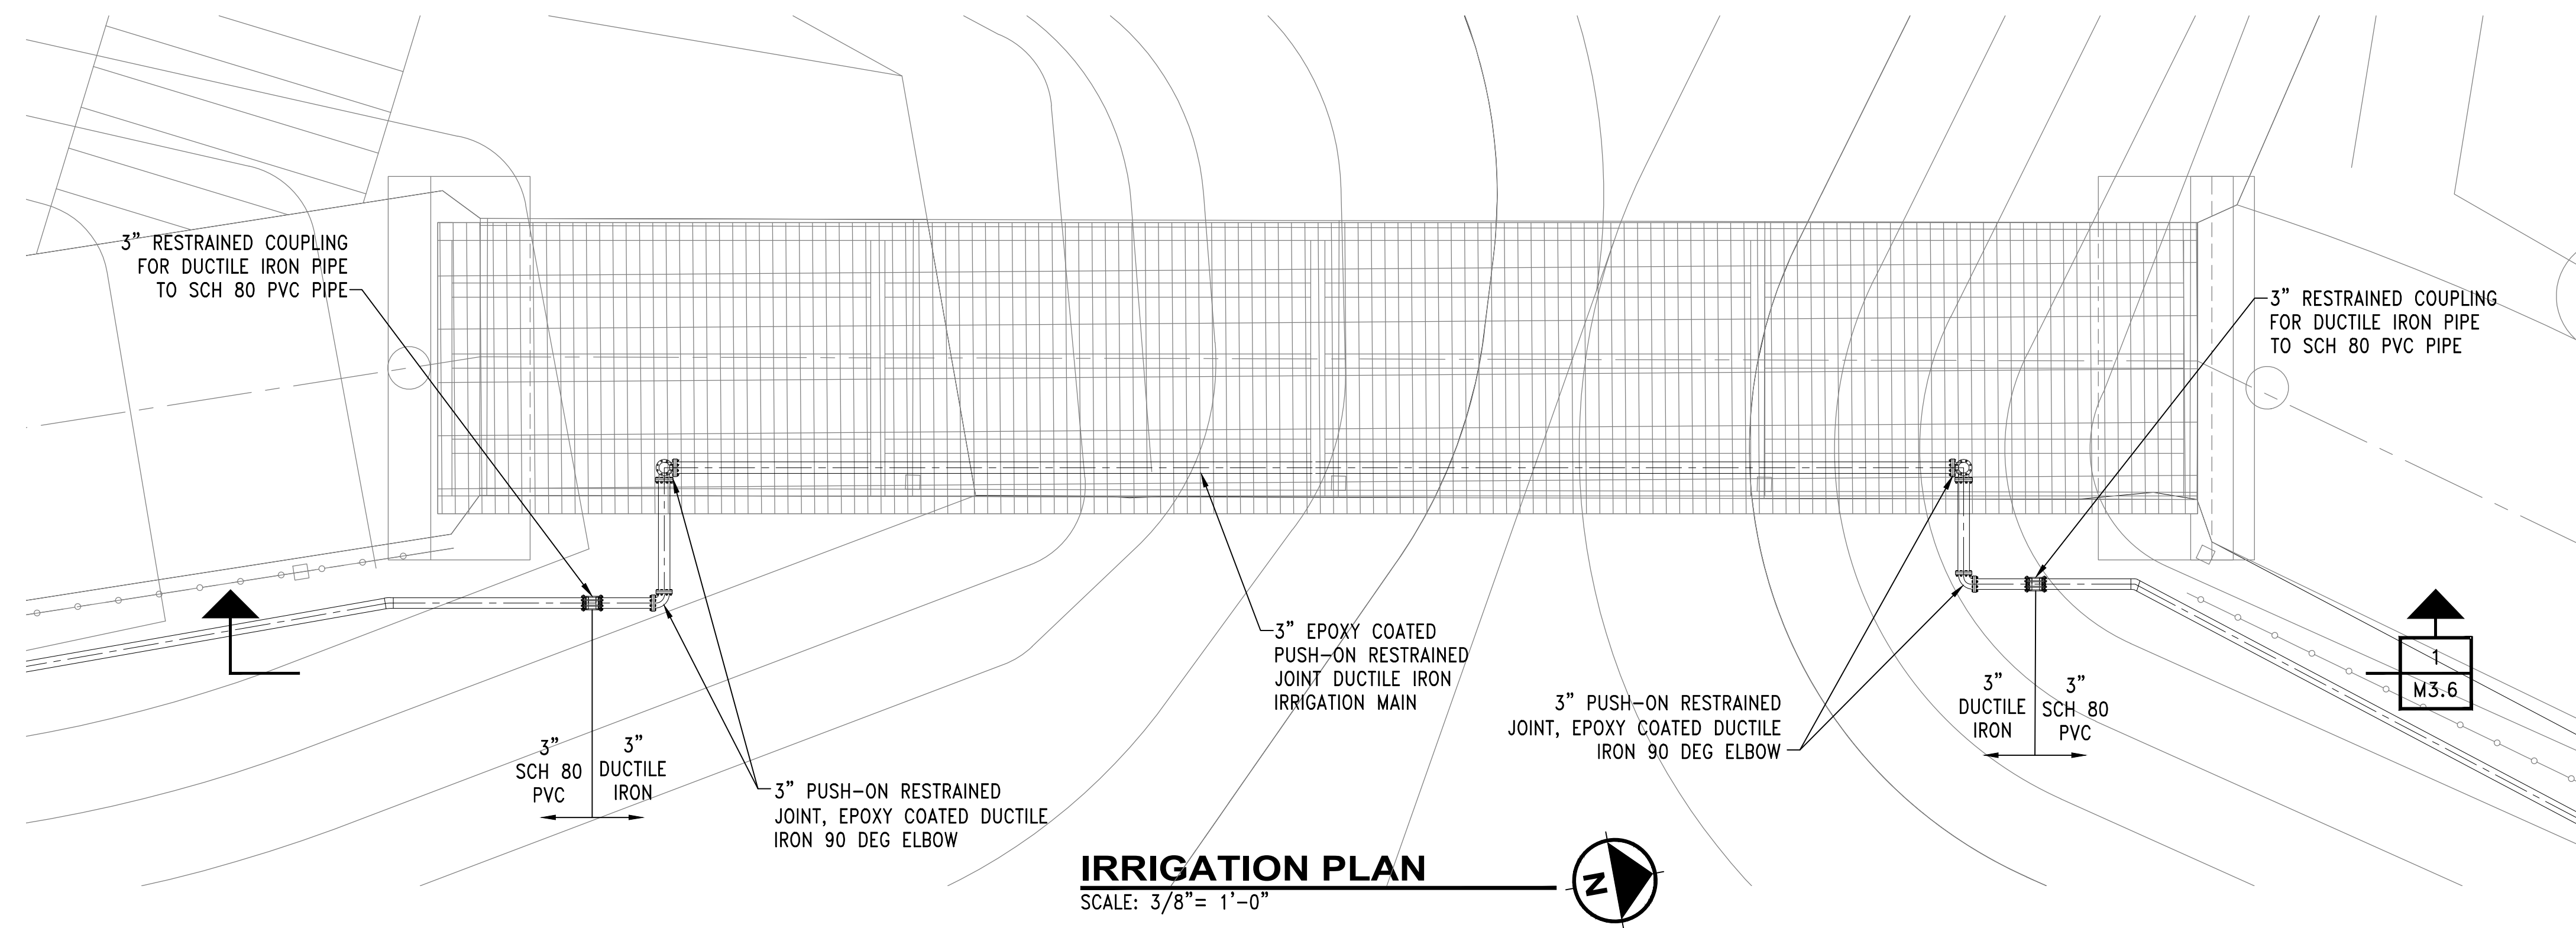 3” RESTRAINED COUPLING
FOR DUCTILE IRON PIPE
TO SCH 80 PVC PIPE
3” RESTRAINED COUPLING
FOR DUCTILE IRON PIPE
TO SCH 80 PVC PIPE
3” EPOXY COATED
PUSH-ON RESTRAINED
JOINT DUCTILE IRON
IRRIGATION MAIN
3” PUSH-ON RESTRAINED
JOINT, EPOXY COATED DUCTILE
IRON 90 DEG ELBOW
3”
DUCTILE
IRON
3”
SCH 80
PVC
1
M3.6
3”
SCH 80
PVC
3”
DUCTILE
IRON
3” PUSH-ON RESTRAINED
JOINT, EPOXY COATED DUCTILE
IRON 90 DEG ELBOW
IRRIGATION PLAN
SCALE: 3/8”= 1’-0”
N